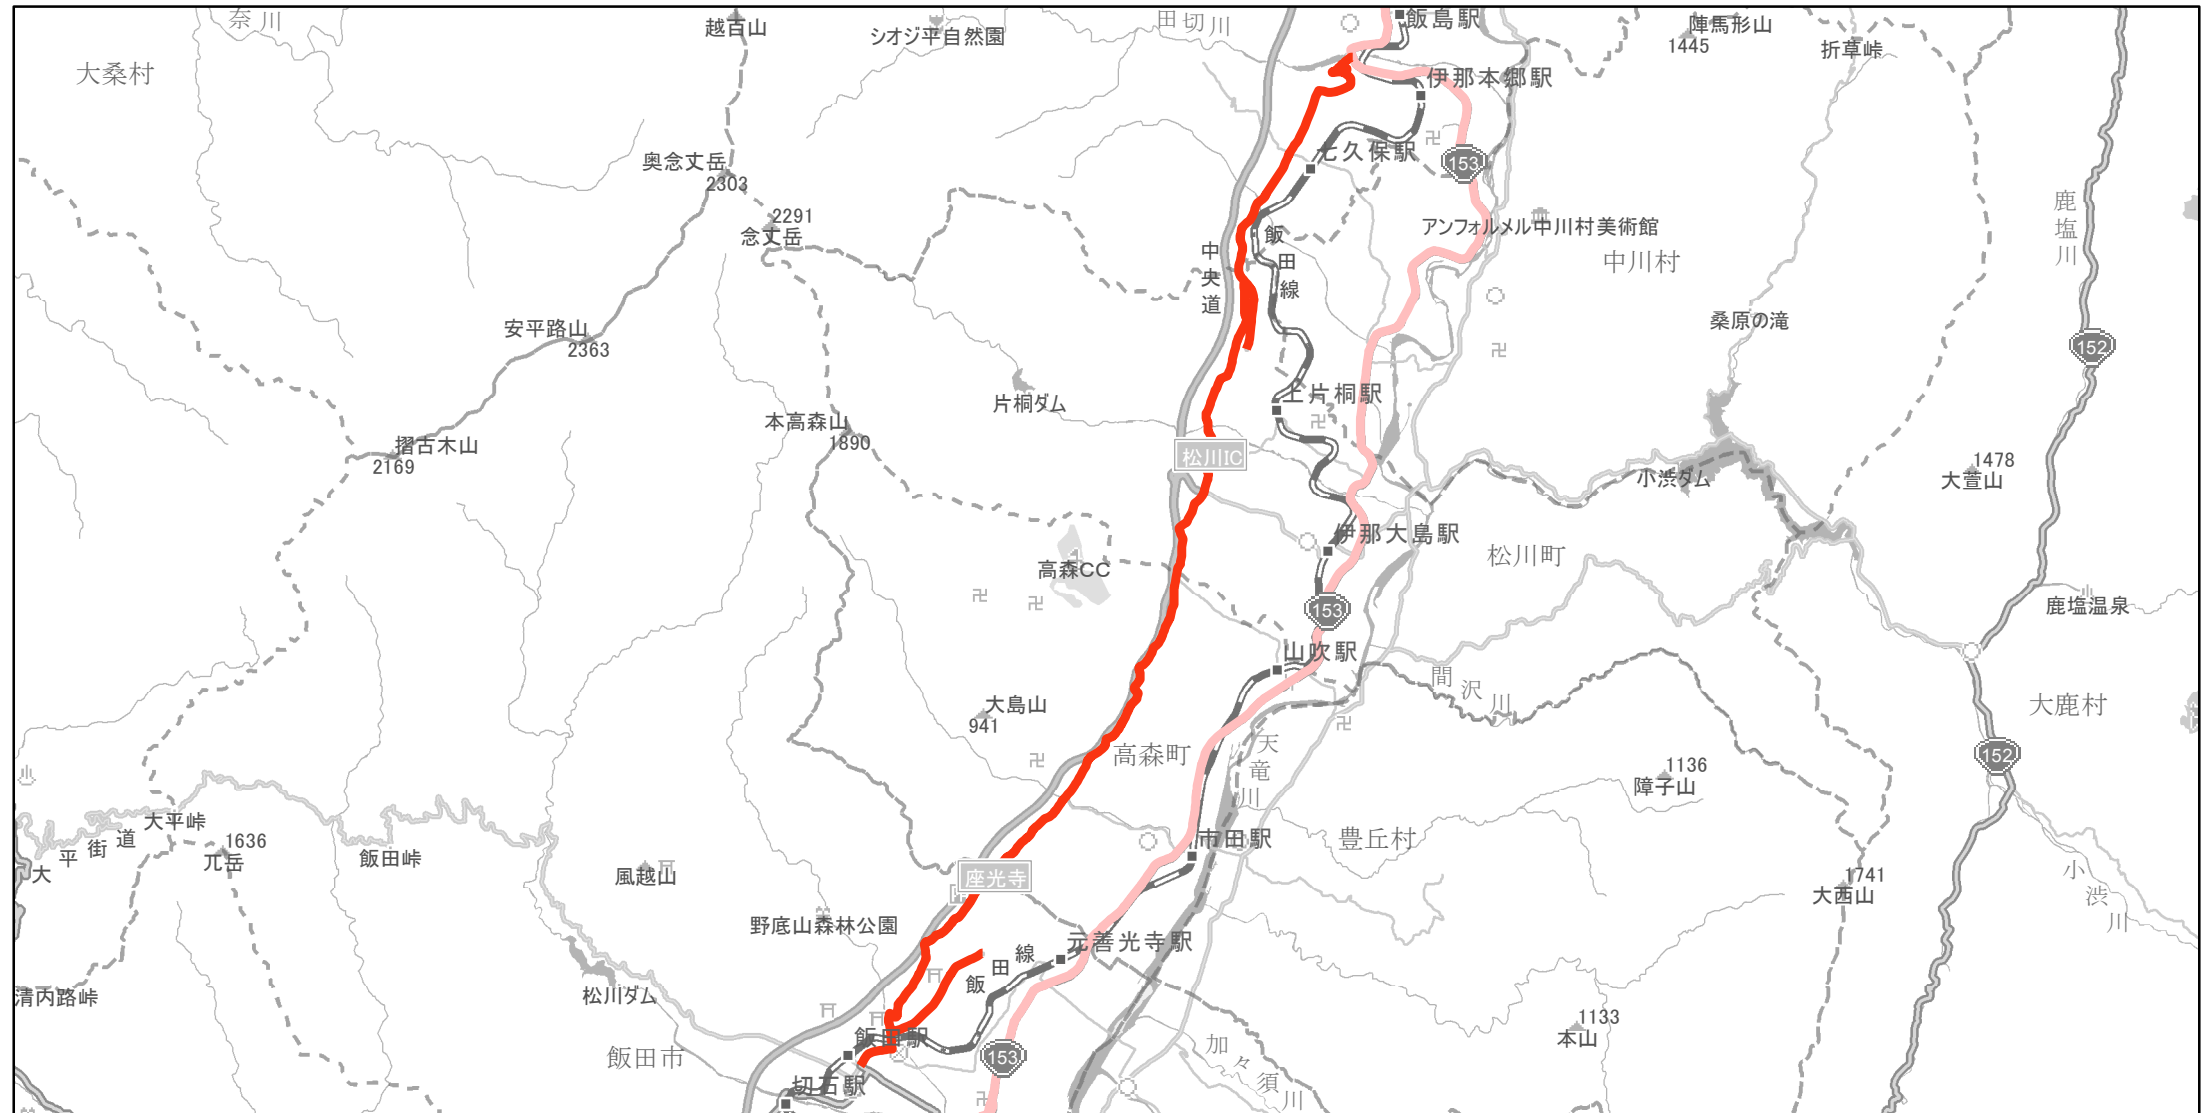 奈川
越百山
シオジ平自然園
田切川
飯島駅
陣馬形山
1445
折草峠
大桑村
伊那本郷駅
奥念丈岳
2303
七久保駅
153
2291
念丈岳
アンフォルメル中川村美術館
中川村
鹿塩川
中央道
飯田線
安平路山
2363
桑原の滝
152
片桐ダム
上片桐駅
本高森山
1890
摺古木山
2169
松川IC
小渋ダム
1478
大萱山
伊那大島駅
松川町
高森CC
153
鹿塩温泉
山吹駅
間沢川
大島山
941
大鹿村
高森町
天竜川
152
1136
障子山
大平峠
1636
兀岳
大平街道
飯田峠
市田駅
豊丘村
風越山
座光寺
1741
大西山
小渋川
野底山森林公園
元善光寺駅
飯田線
清内路峠
松川ダム
飯田駅
153
1133
本山
飯田市
加々須川
切石駅